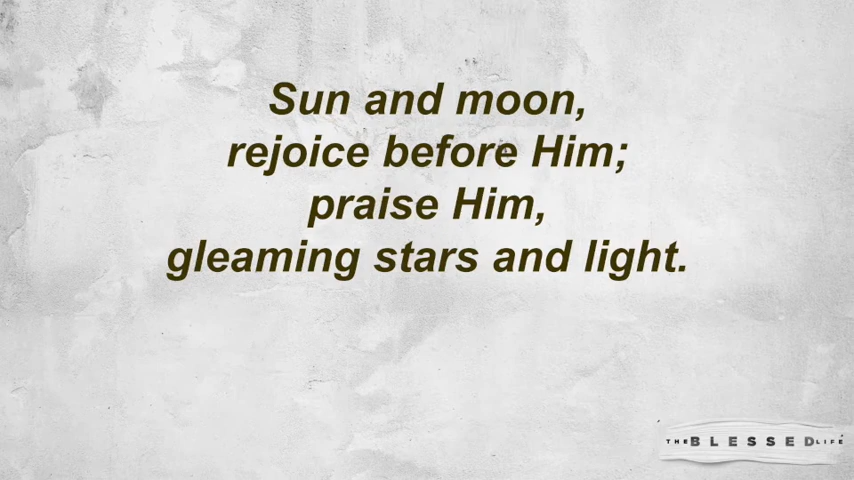 Sun and moon,
rejoice before Him;
praise Him,
gleaming stars and light.
THE BLESSED LIFE